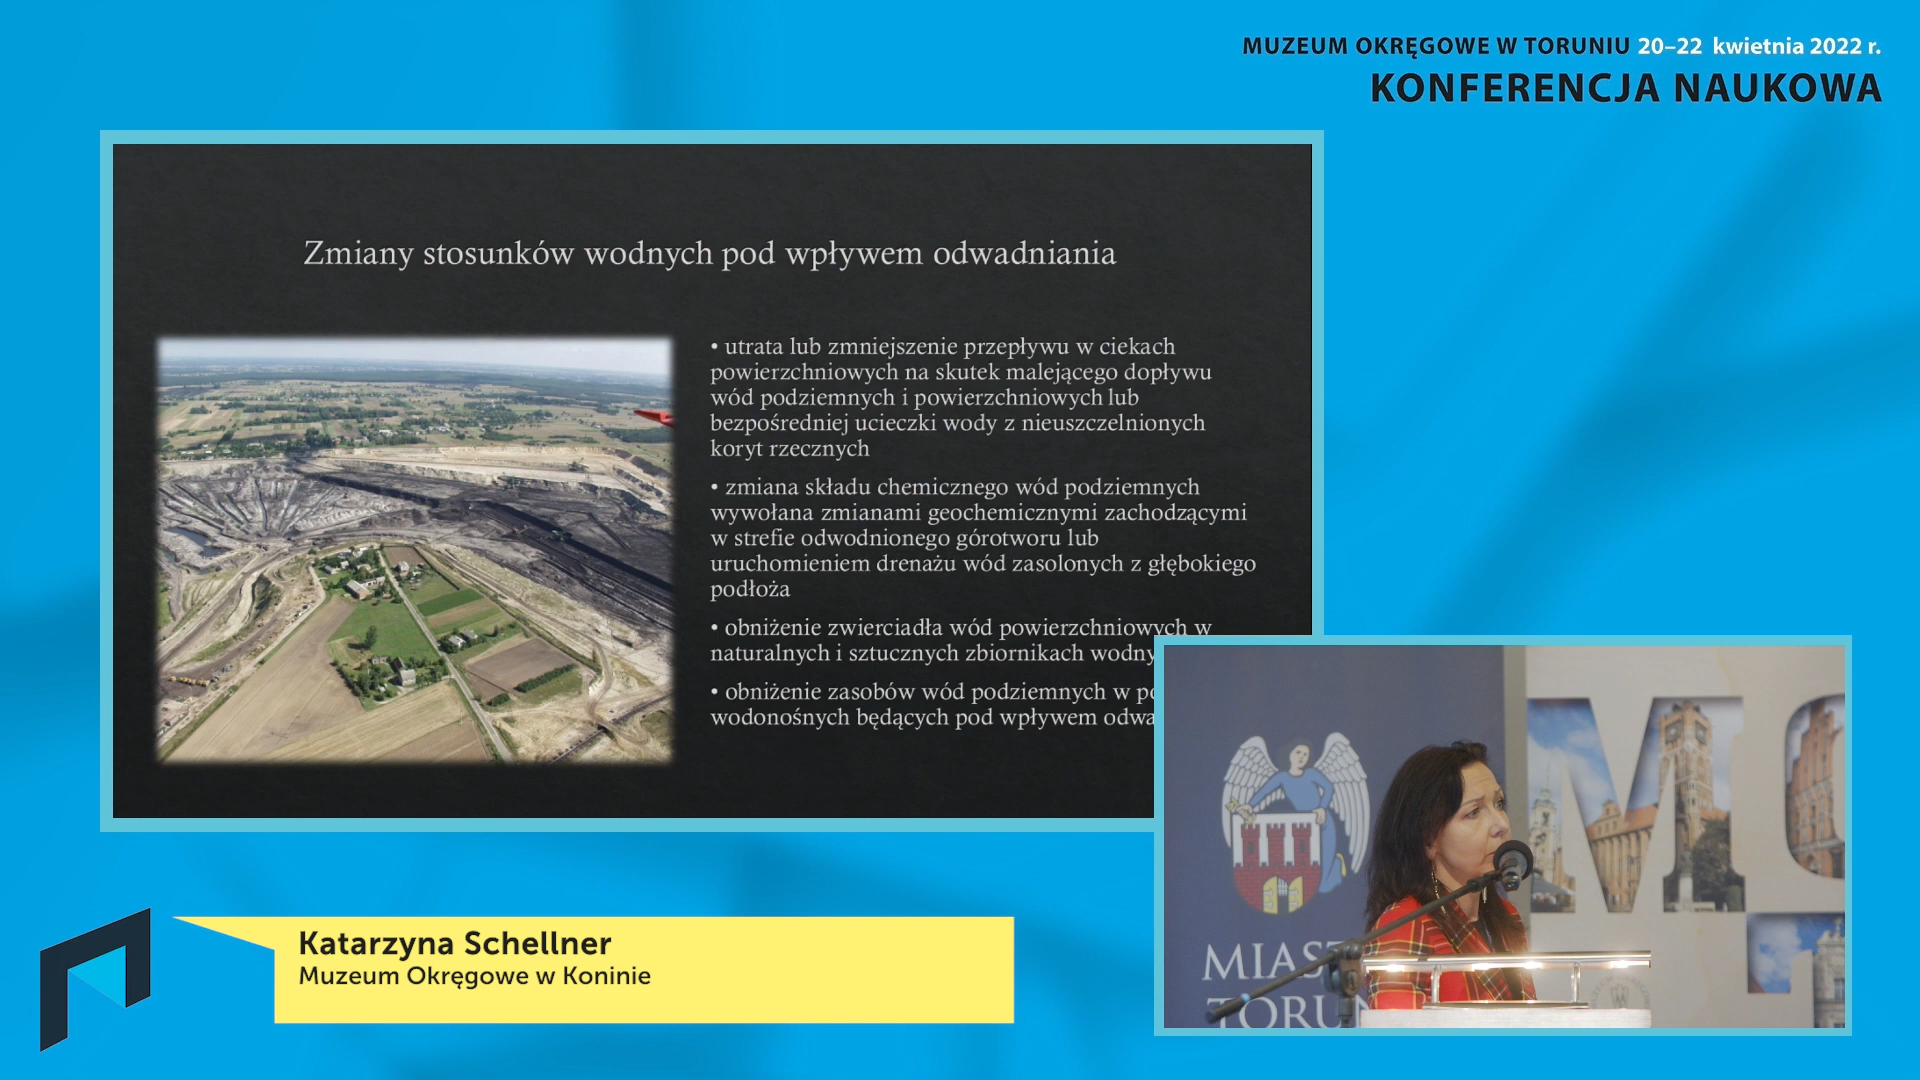 MUZEUM OKRĘGOWE W TORUNIU 20–22 kwietnia 2022 r.
KONFERENCJA NAUKOWA
Zmiany stosunków wodnych pod wpływem odwadniania
• utrata lub zmniejszenie przepływu w ciekach
powierzchniowych na skutek malejącego dopływu
wód podziemnych i powierzchniowych lub
bezpośredniej ucieczki wody z nieuszczelnionych
koryt rzecznych
• zmiana składu chemicznego wód podziemnych
wywołana zmianami geochemicznymi zachodzącymi
w strefie odwodnionego górotworu lub
uruchomieniem drenażu wód zasolonych z głębokiego
podłoża
• obniżenie zwierciadła wód powierzchniowych w
naturalnych i sztucznych zbiornikach
• obniżenie zasobów wód podziemnych w
wodonośnych będących pod wpływem
Katarzyna Schellner
Muzeum Okręgowe w Koninie